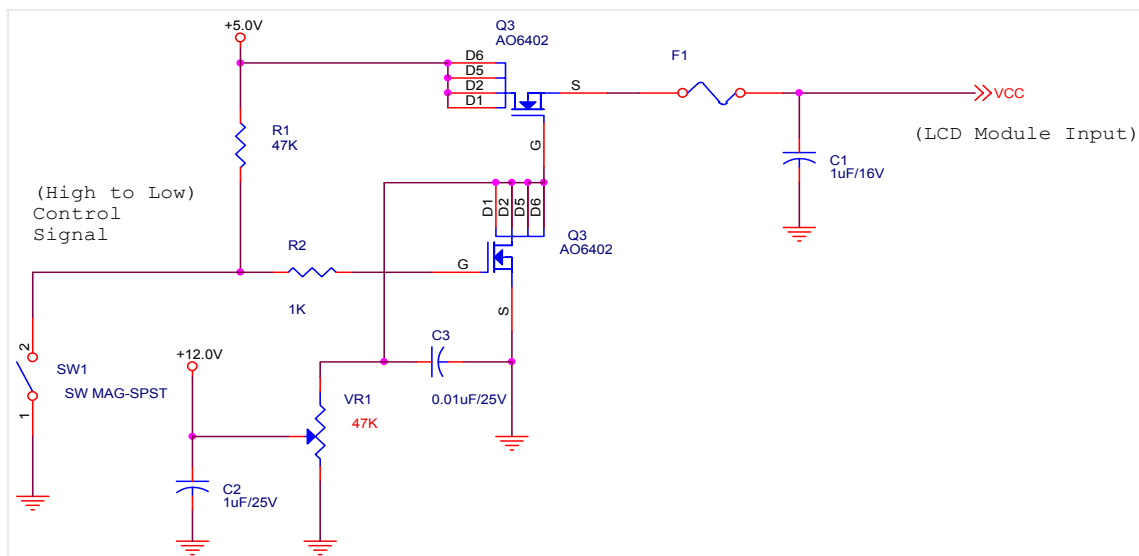 +5.0V
Q3
AO6402
D6
D5
D2
D1
S
G
F1
VCC
(LCD Module Input)
R1
47K
C1
1uF/16V
(High to Low)
Control
Signal
D1
D2
D5
D6
Q3
AO6402
R2
1K
G
S
2
SW1
SW MAG-SPST
1
+12.0V
C3
0.01uF/25V
VR1
47K
C2
1uF/25V